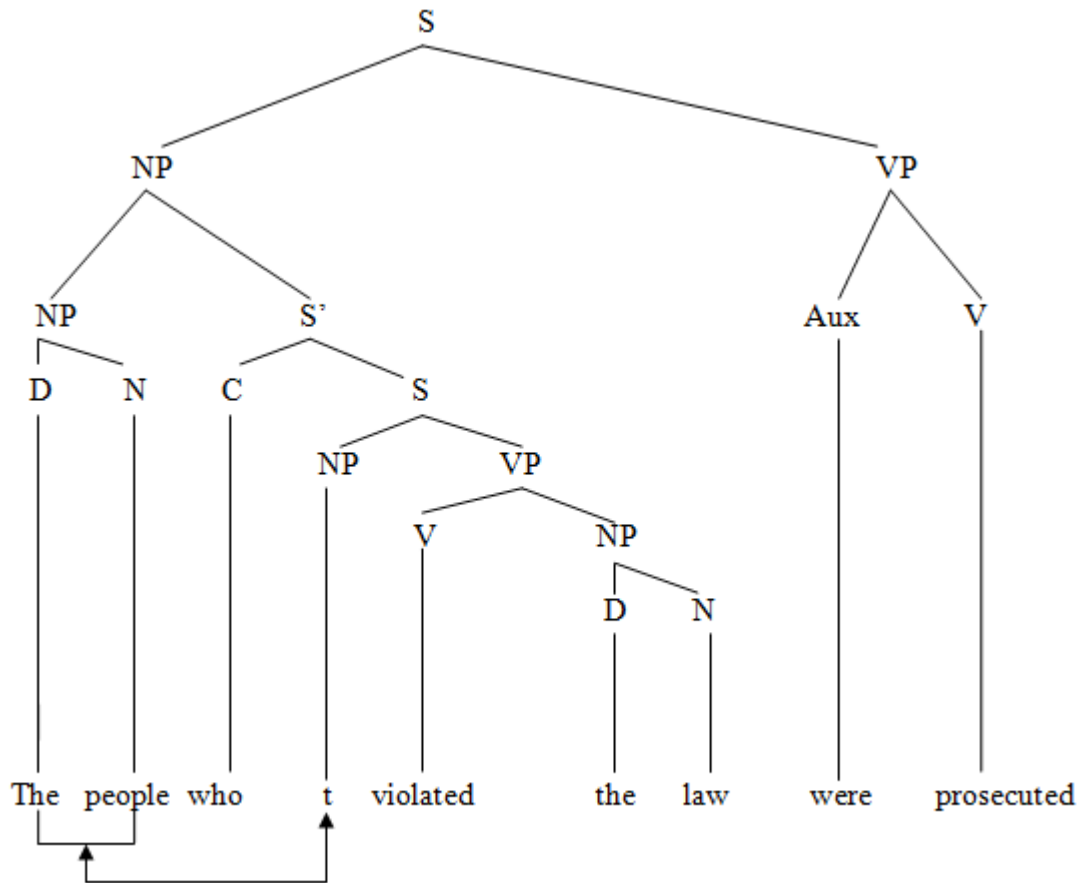 S
NP VP
NP S’ Aux V
D N C S
NP VP
V NP
D N
The people who t violated the law were prosecuted